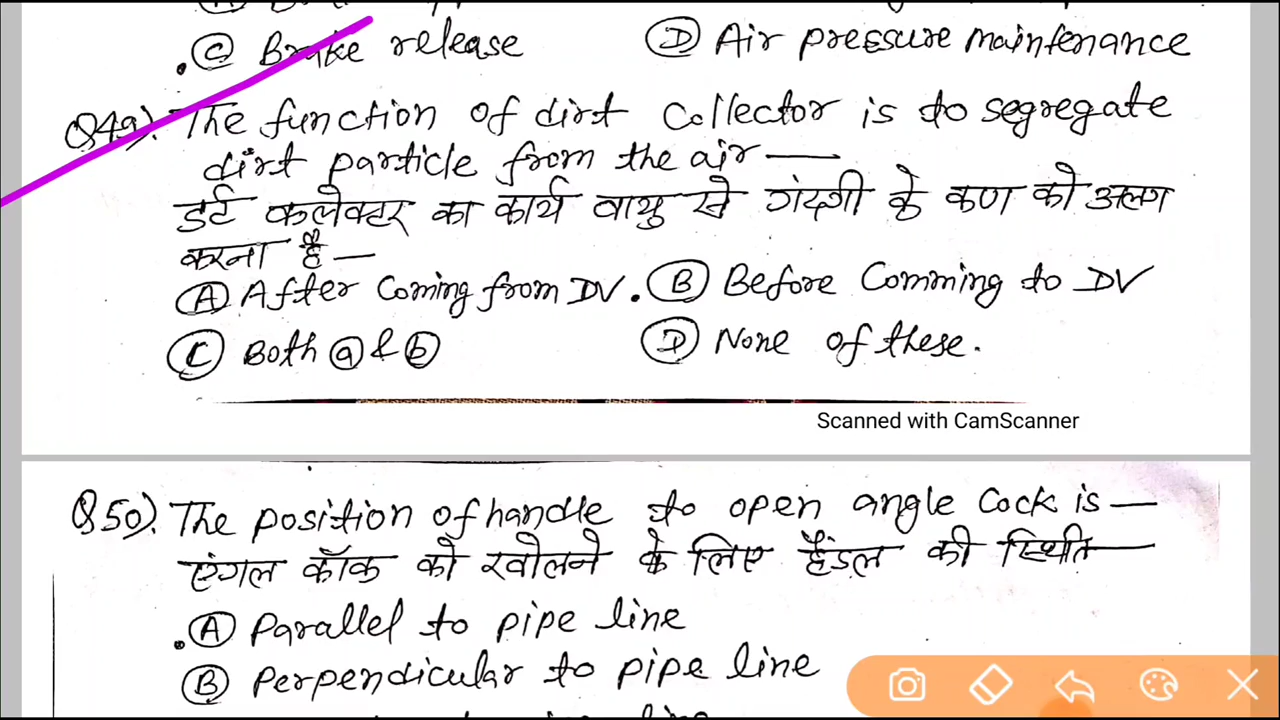 Ⓒ Brake release Ⓓ Air pressure maintenance
Q49). The function of dirt collector is to segregate
dirt particle from the air —
डर्ट कलेक्टर का कार्य वायु से गंदगी के कण को अलग
करना है —
Ⓐ After coming from DV. Ⓑ Before Comming to DV
Ⓒ Both ⓐ & ⓑ Ⓓ None of these.
Scanned with CamScanner
Q50). The position of handle to open angle Cock is —
एंगल कॉक को खोलने के लिए हैंडल की स्थिति —
Ⓐ Parallel to pipe line
Ⓑ Perpendicular to pipe line